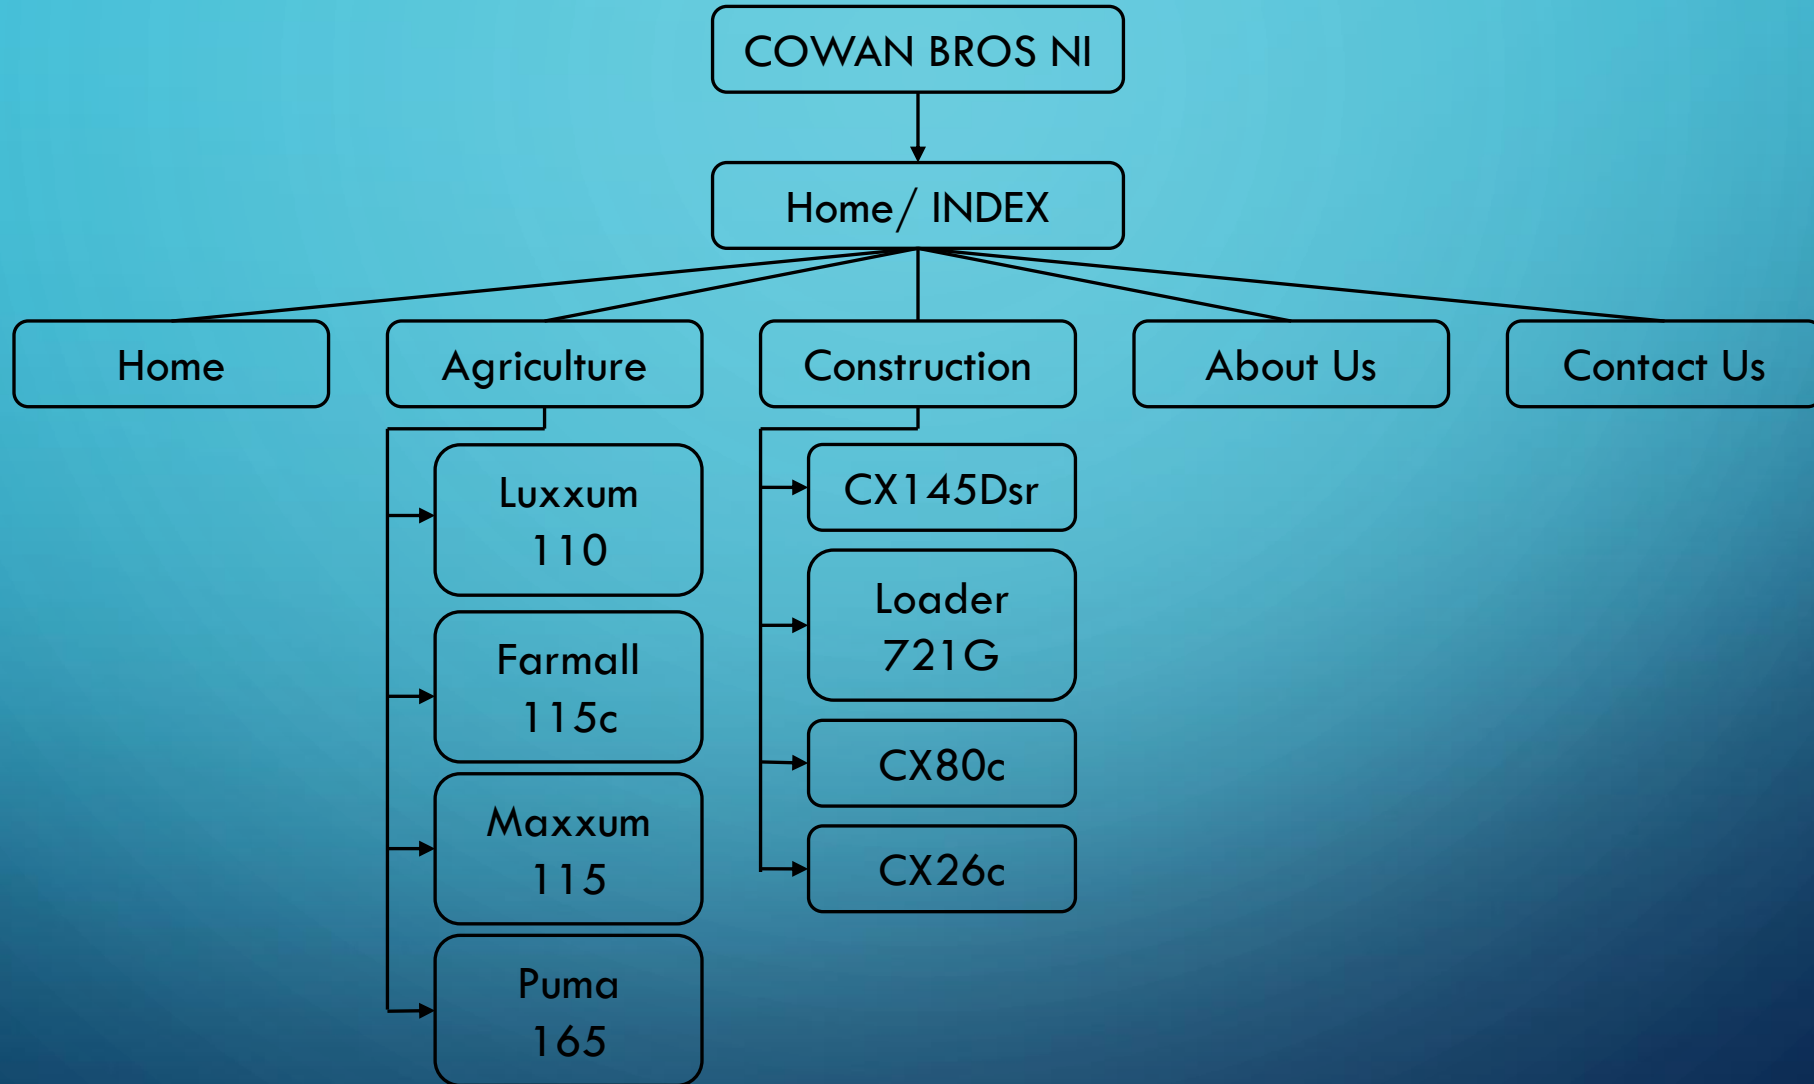 COWAN BROS NI
Home/ INDEX
Home
Agriculture
Construction
About Us
Contact Us
Luxxum
110
Farmall
115c
Maxxum
115
Puma
165
CX145Dsr
Loader
721G
CX80c
CX26c